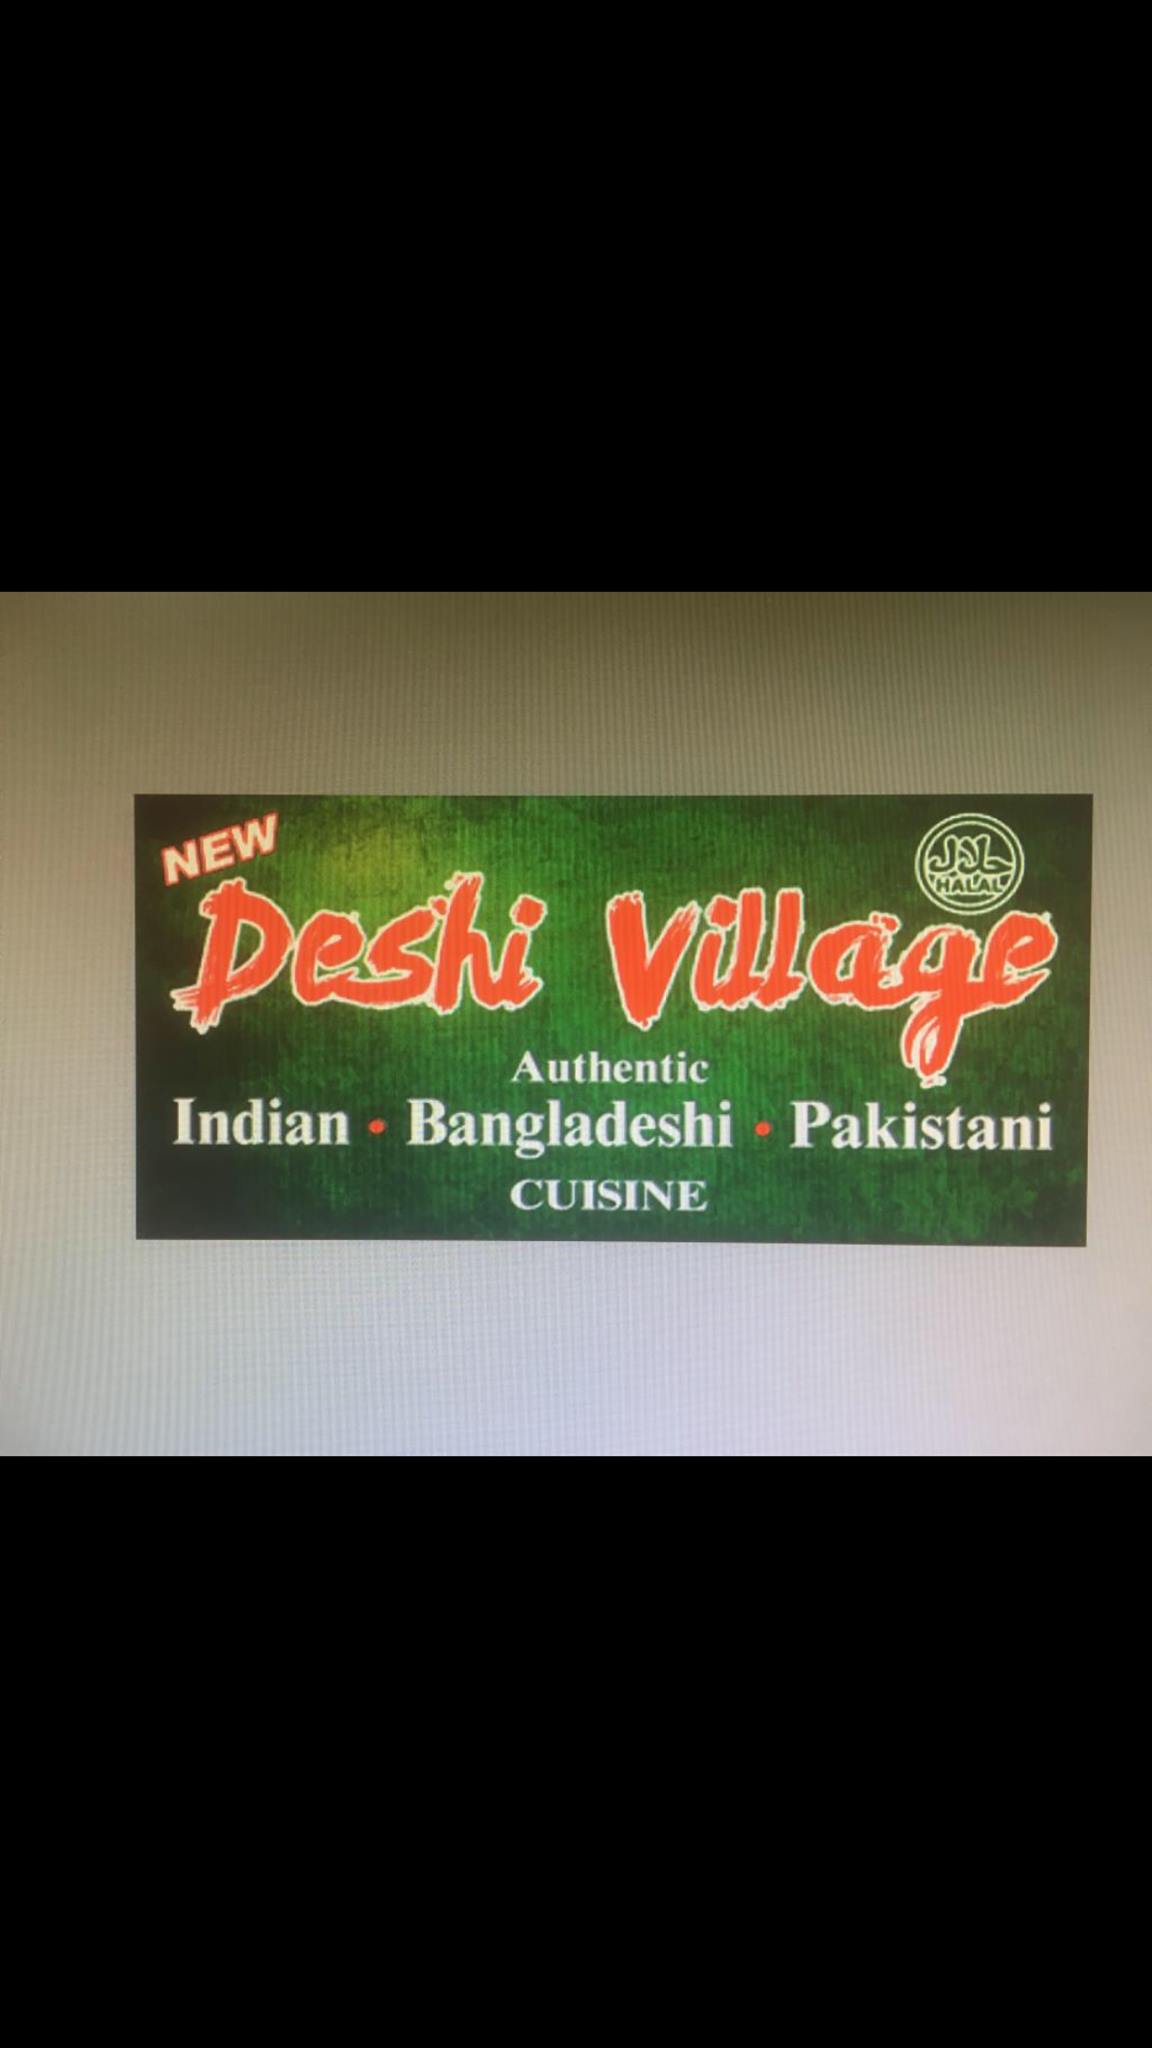 NEW
حلال
HALAL
Deshi Village
Authentic
Indian • Bangladeshi • Pakistani
CUISINE